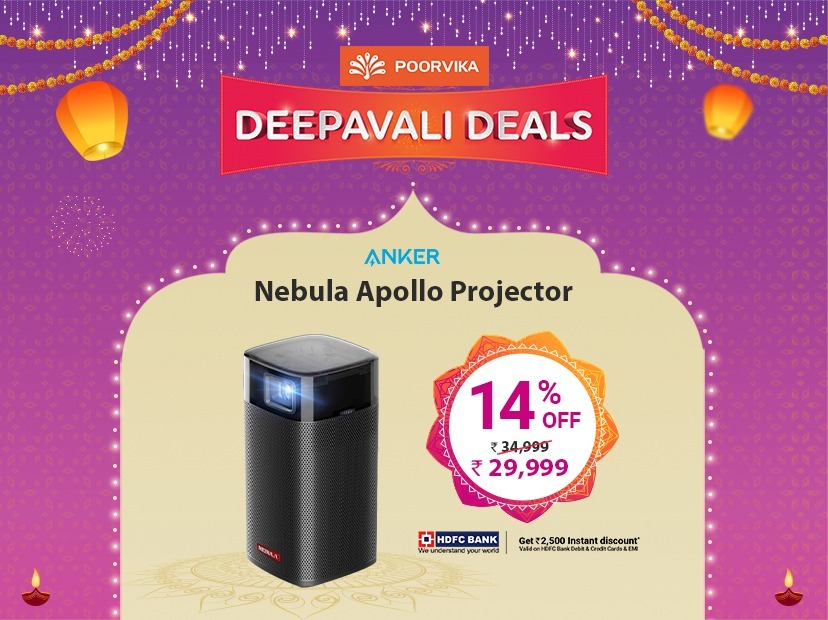 POORVIKA
DEEPAVALI DEALS
ANKER
Nebula Apollo Projector
14% OFF
₹ 34,999
₹ 29,999
NEBULA
HDFC BANK
We understand your world
Get ₹2,500 Instant discount*
Valid on HDFC Bank Debit & Credit Cards & EMI